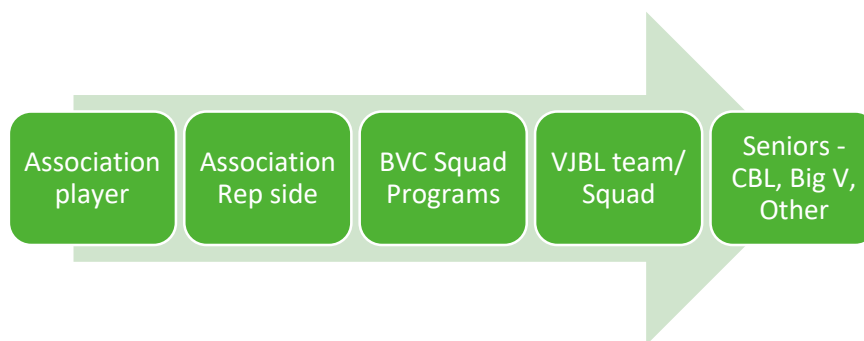 Association
player
Association
Rep side
BVC Squad
Programs
VJBL team/
Squad
Seniors -
CBL, Big V,
Other